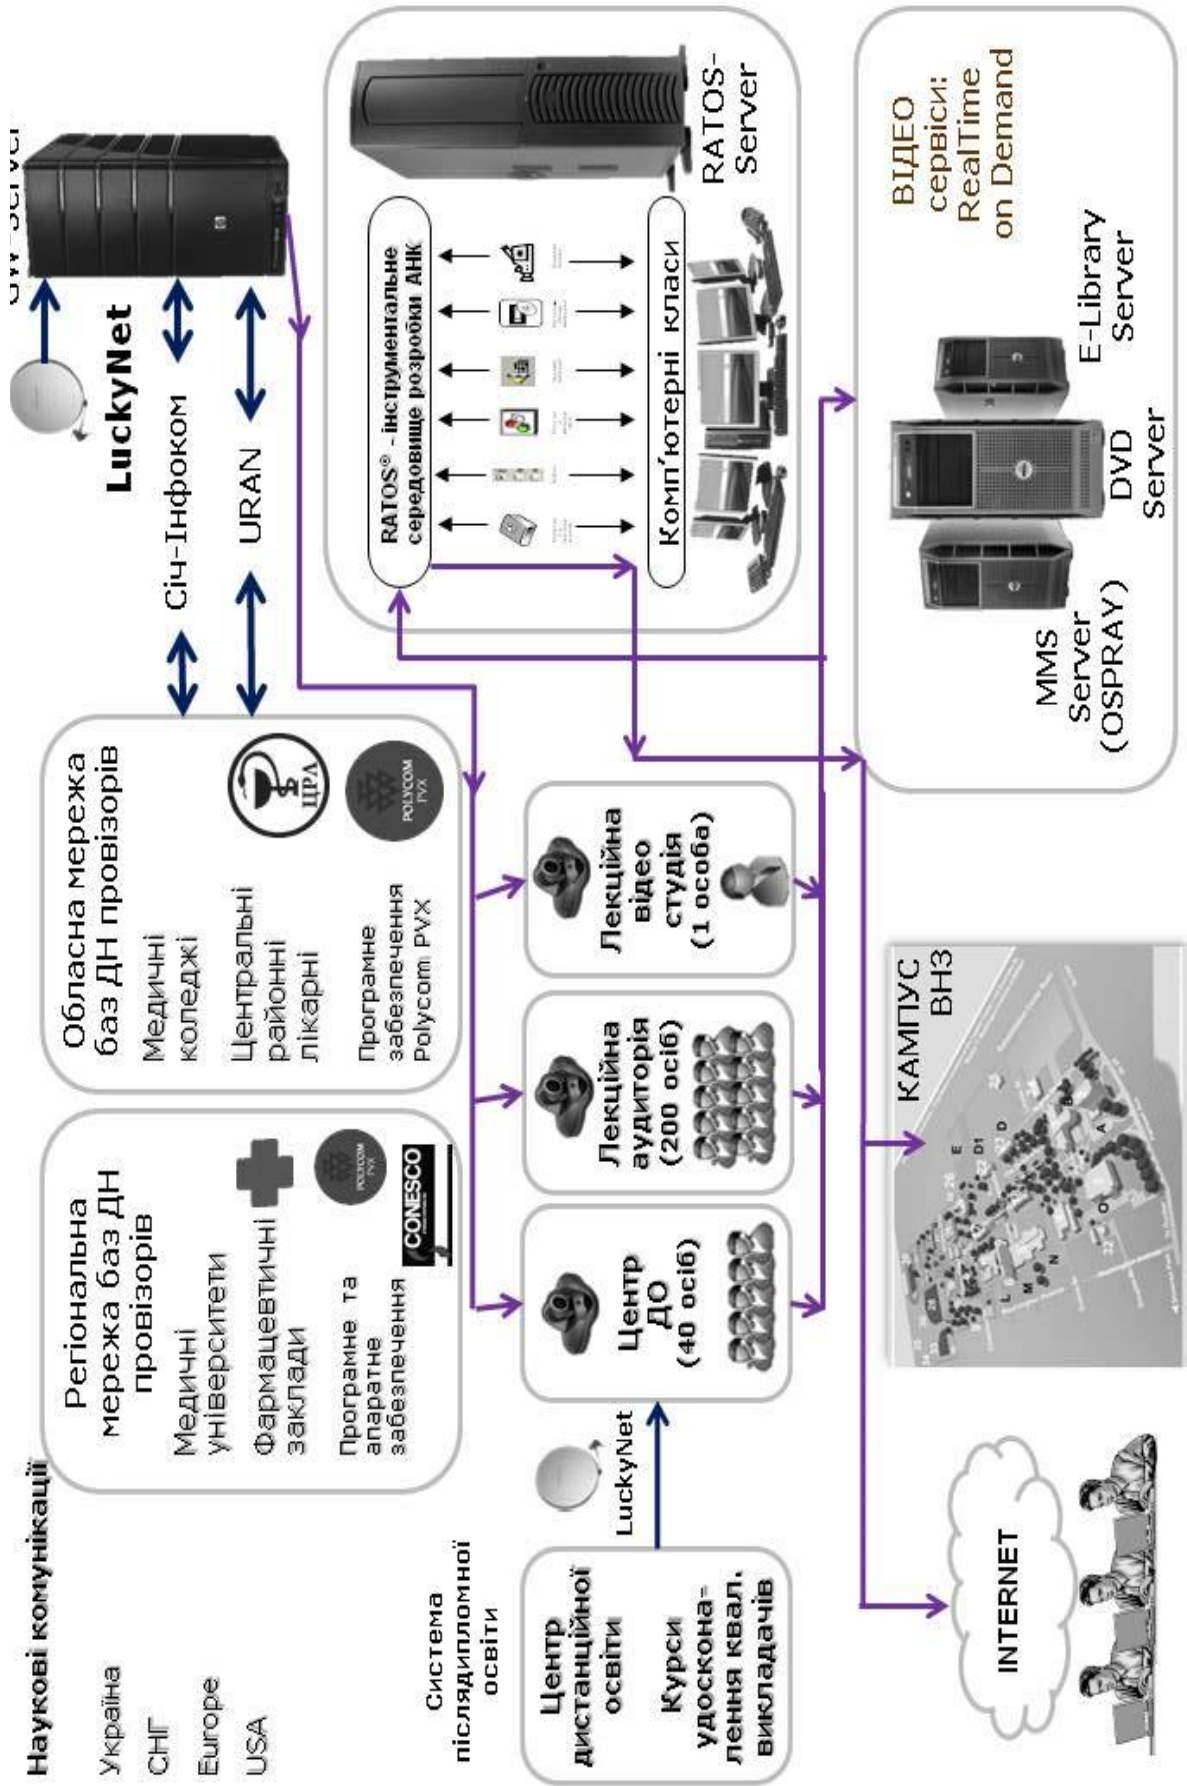 Наукові комунікації
Україна
СНГ
Europe
USA
Регіональна
мережа баз ДН
провізорів
Медичні
університети
Фармацевтичні
заклади
Програмне та
апаратне
забезпечення
POLYCOM
PVX
CONESCO
Обласна мережа
баз ДН провізорів
Медичні
коледжі
Центральні
районні
лікарні
Програмне
забезпечення
Polycom PVX
ЦРЛ
POLYCOM
PVX
LuckyNet
Січ-Інфоком
URAN
Система
післядипломної
освіти
Центр
дистанційної
освіти
Курси
удоскона-
лення квал.
викладачів
LuckyNet
Центр
ДО
(40 осіб)
Лекційна
аудиторія
(200 осіб)
Лекційна
відео
студія
(1 особа)
RATOS® -інструментальне
середовище розробки АНК
Комп'ютерні класи
RATOS-
Server
INTERNET
КАМПУС
ВНЗ
E
D1
D
B
A
O
N
M
L
32
MMS
Server
(OSPRAY)
DVD
Server
E-Library
Server
ВІДЕО
сервіси:
RealTime
on Demand